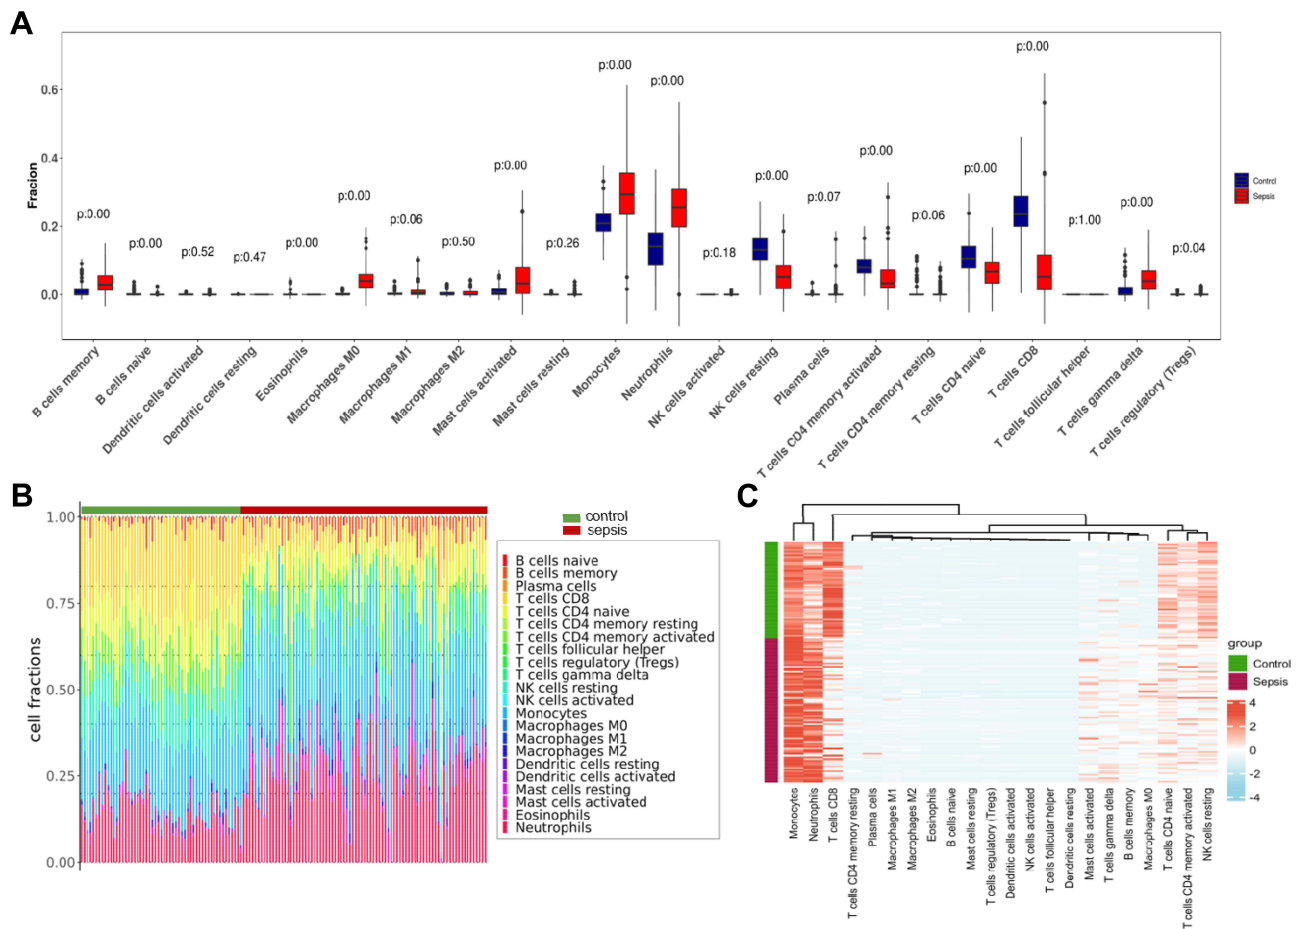 A
p:0.00
p:0.00
p:0.52
p:0.47
p:0.00
p:0.00
p:0.06
p:0.50
p:0.00
p:0.26
p:0.00
p:0.00
p:0.18
p:0.00
p:0.07
p:0.00
p:0.06
p:0.00
p:0.00
p:1.00
p:0.00
p:0.04
Fracion
0.6
0.4
0.2
0.0
Control
Sepsis
B cells memory
B cells naive
Dendritic cells activated
Dendritic cells resting
Eosinophils
Macrophages M0
Macrophages M1
Macrophages M2
Mast cells activated
Mast cells resting
Monocytes
Neutrophils
NK cells activated
NK cells resting
Plasma cells
T cells CD4 memory activated
T cells CD4 memory resting
T cells CD4 naive
T cells CD8
T cells follicular helper
T cells gamma delta
T cells regulatory (Tregs)
B
1.00
0.75
0.50
0.25
0.00
cell fractions
control
sepsis
B cells naive
B cells memory
Plasma cells
T cells CD8
T cells CD4 naive
T cells CD4 memory resting
T cells CD4 memory activated
T cells follicular helper
T cells regulatory (Tregs)
T cells gamma delta
NK cells resting
NK cells activated
Monocytes
Macrophages M0
Macrophages M1
Macrophages M2
Dendritic cells resting
Dendritic cells activated
Mast cells resting
Mast cells activated
Eosinophils
Neutrophils
C
group
Control
Sepsis
4
2
0
-2
-4
Monocytes
Neutrophils
T cells CD8
T cells CD4 memory resting
Plasma cells
Macrophages M1
Macrophages M2
Eosinophils
B cells naive
Mast cells resting
T cells regulatory (Tregs)
Dendritic cells activated
NK cells activated
T cells follicular helper
Dendritic cells resting
Mast cells activated
T cells gamma delta
B cells memory
Macrophages M0
T cells CD4 naive
T cells CD4 memory activated
NK cells resting